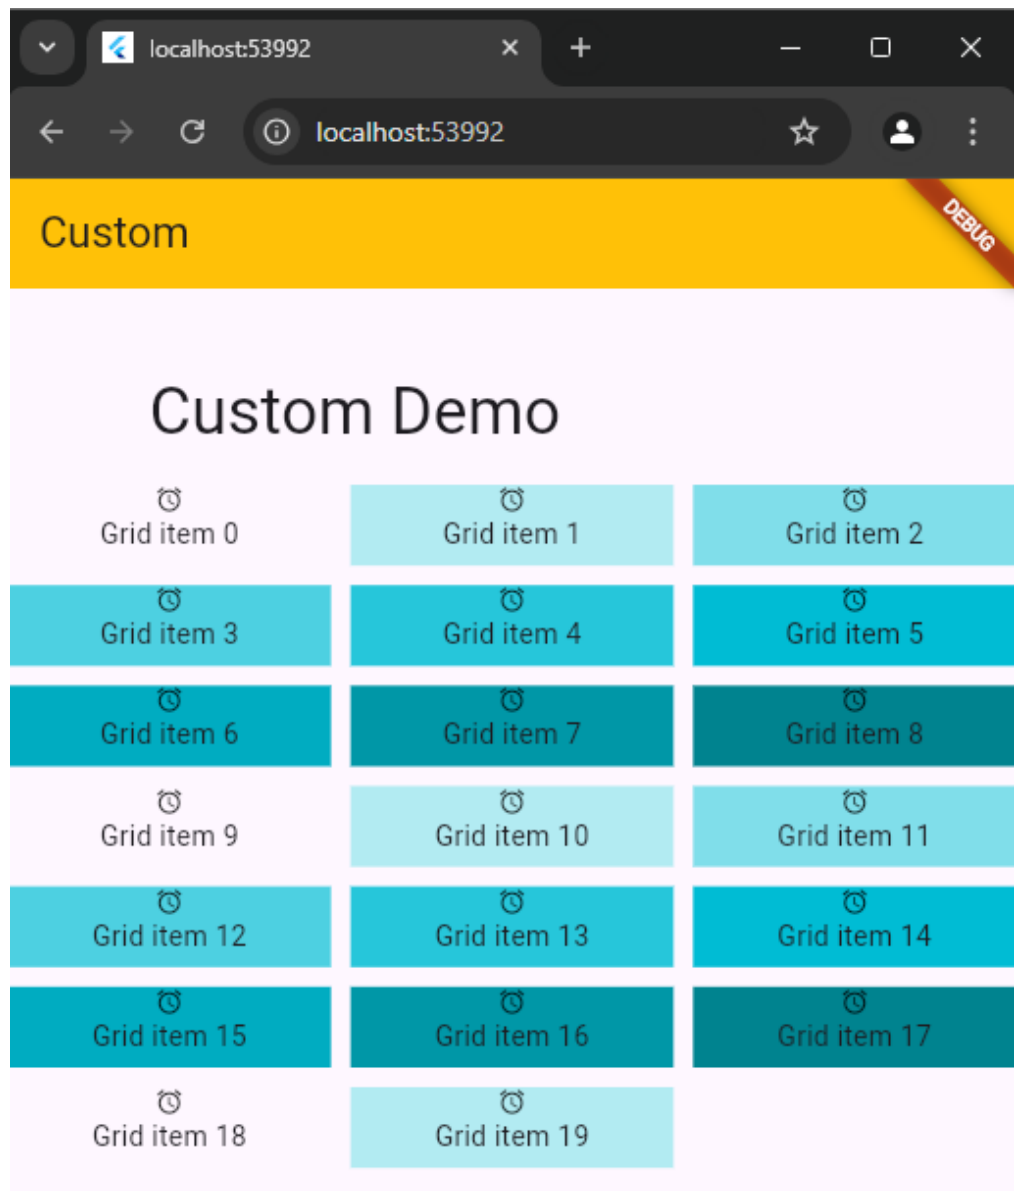 localhost:53992
localhost:53992
Custom
DEBUG
Custom Demo
Grid item 0
Grid item 1
Grid item 2
Grid item 3
Grid item 4
Grid item 5
Grid item 6
Grid item 7
Grid item 8
Grid item 9
Grid item 10
Grid item 11
Grid item 12
Grid item 13
Grid item 14
Grid item 15
Grid item 16
Grid item 17
Grid item 18
Grid item 19